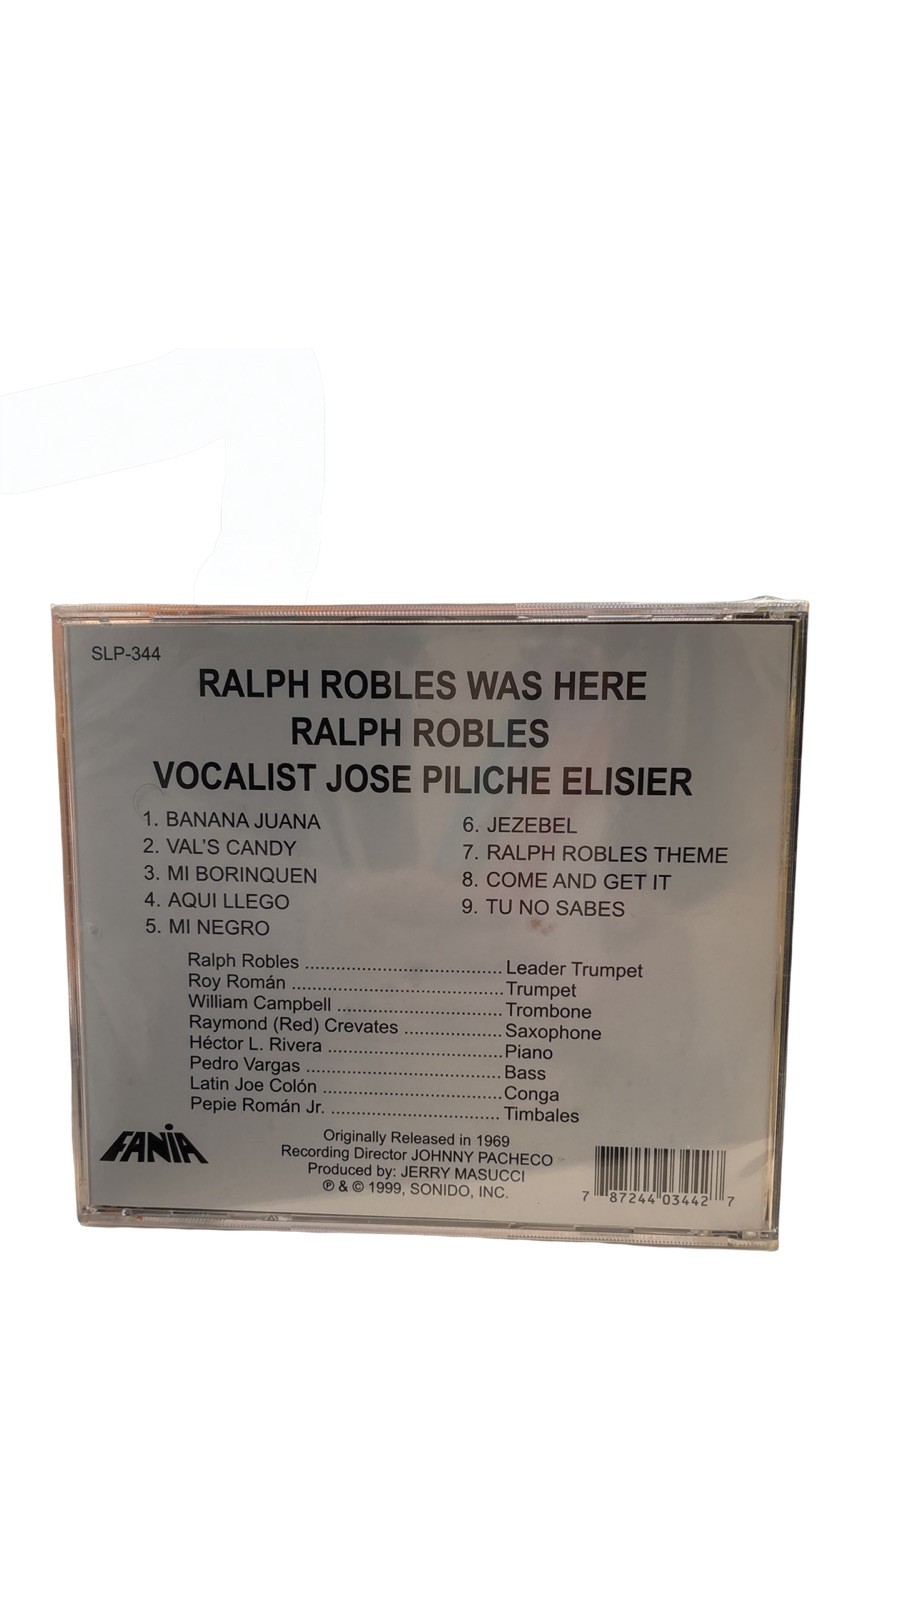 SLP-344
RALPH ROBLES WAS HERE
RALPH ROBLES
VOCALIST JOSE PILICHE ELISIER
1. BANANA JUANA
2. VAL'S CANDY
3. MI BORINQUEN
4. AQUI LLEGO
5. MI NEGRO
6. JEZEBEL
7. RALPH ROBLES THEME
8. COME AND GET IT
9. TU NO SABES
Ralph Robles ..................................... Leader Trumpet
Roy Román ........................................ Trumpet
William Campbell ............................... Trombone
Raymond (Red) Crevates .................. Saxophone
Héctor L. Rivera ................................. Piano
Pedro Vargas ..................................... Bass
Latin Joe Colón .................................. Conga
Pepie Román Jr. ................................ Timbales
FANIA
Originally Released in 1969
Recording Director JOHNNY PACHECO
Produced by: JERRY MASUCCI
℗ & © 1999, SONIDO, INC.
7 87244 03442 7